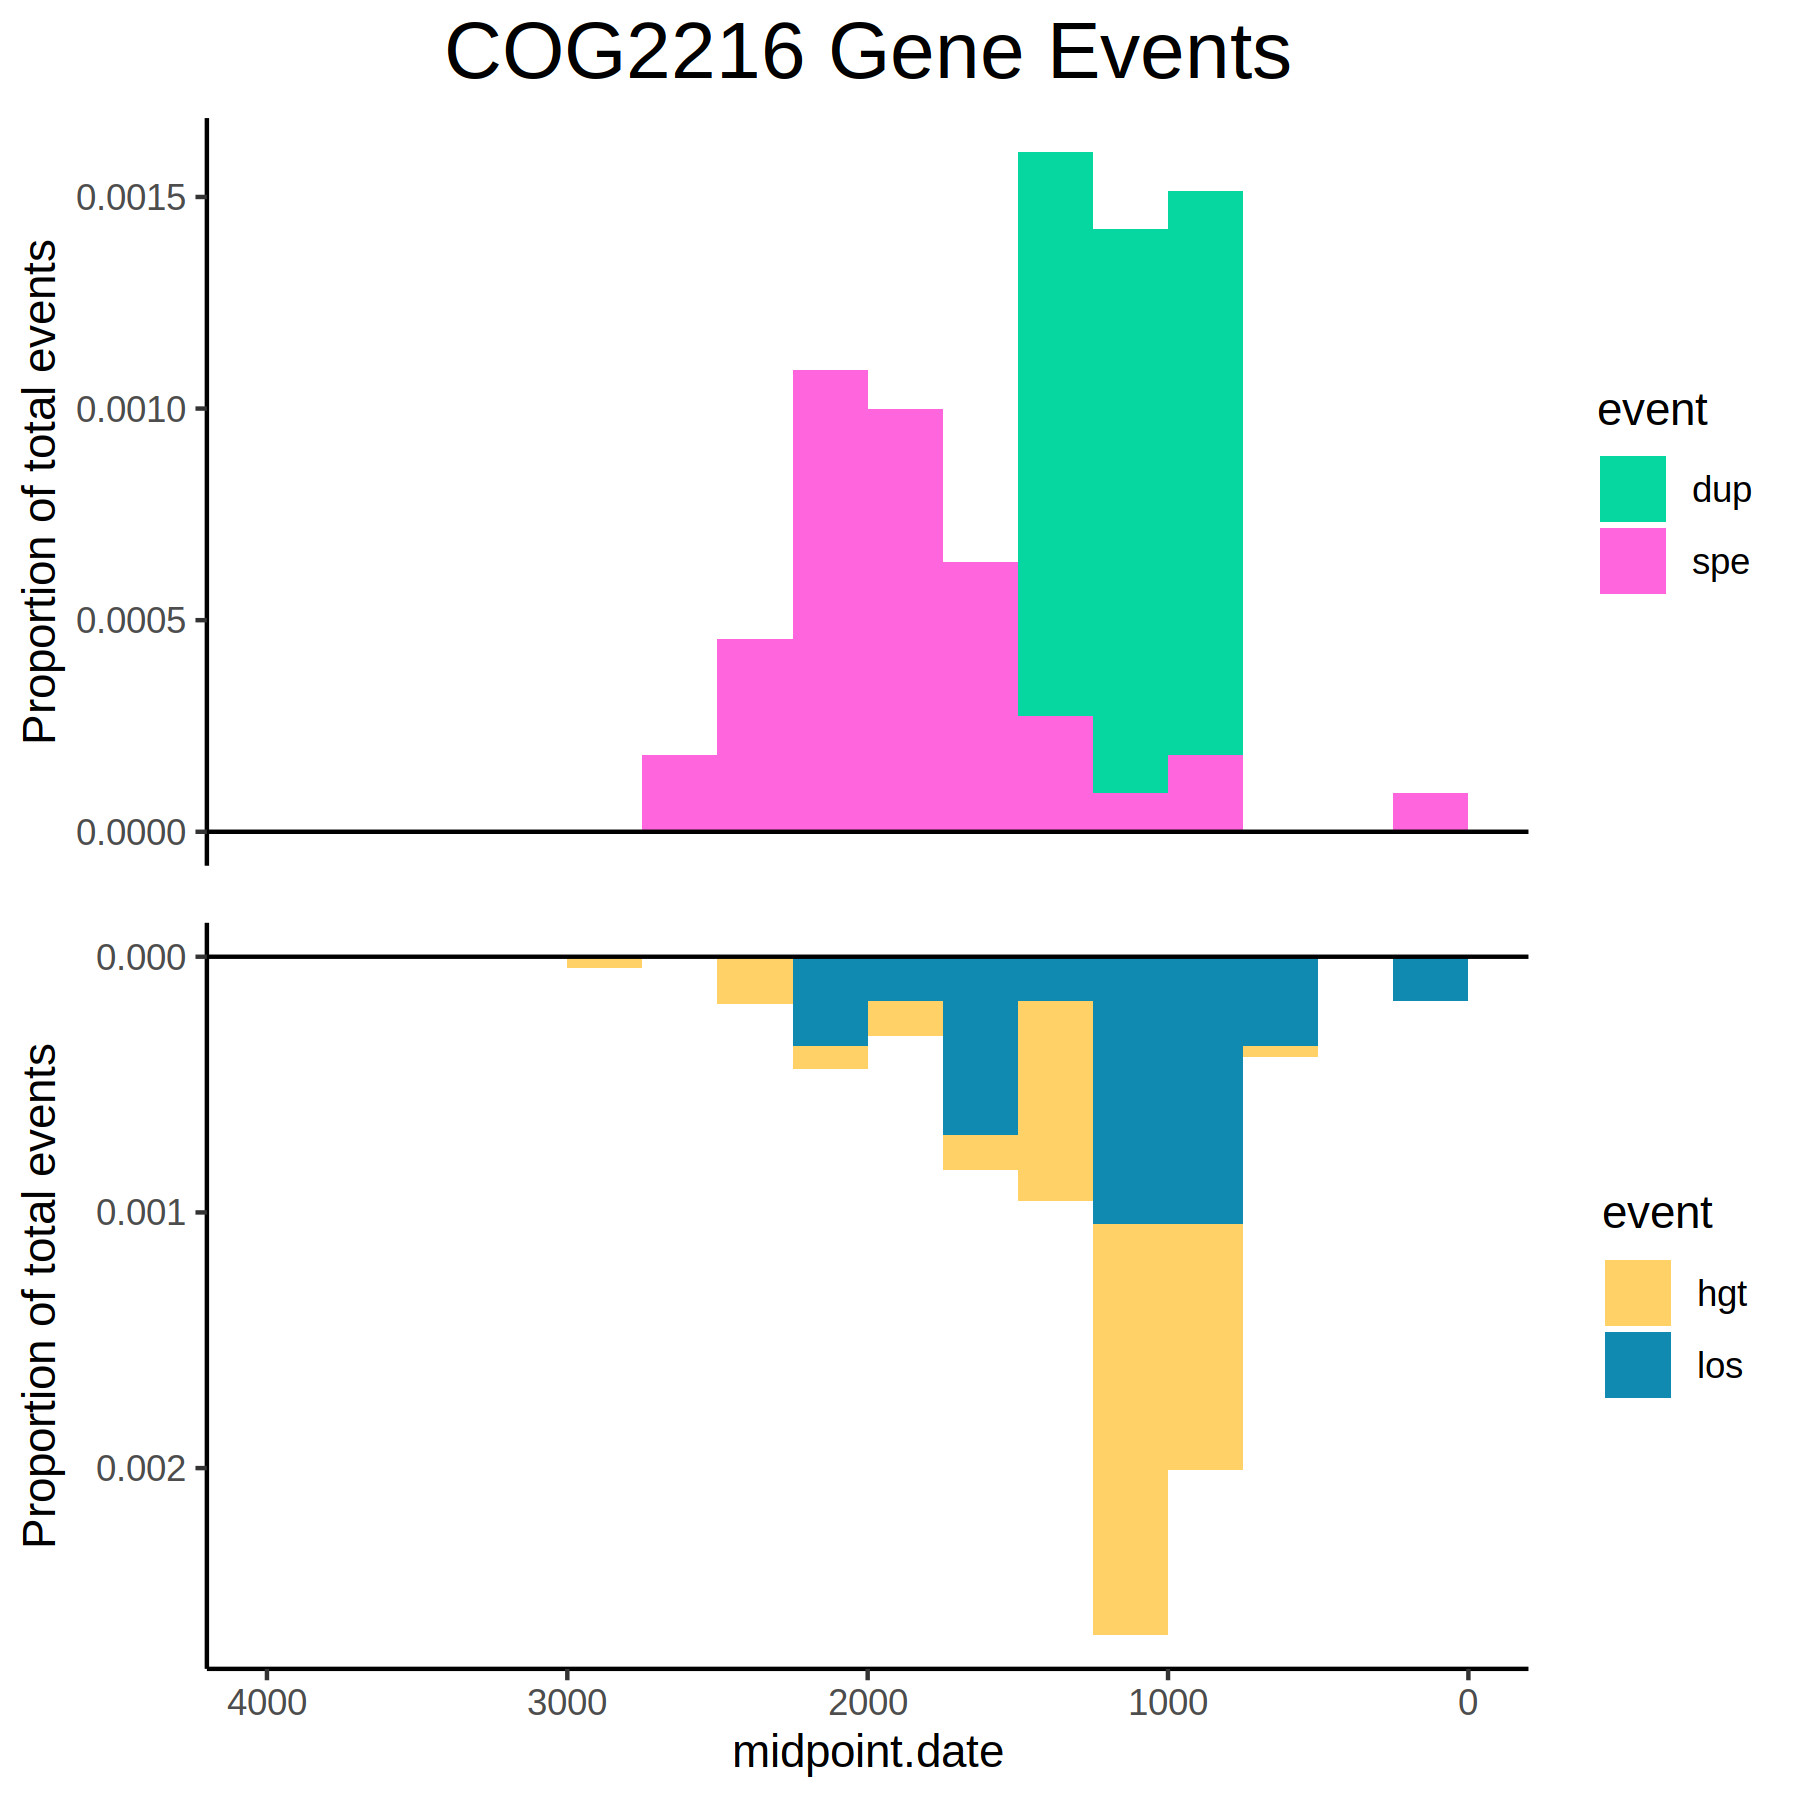 COG2216 Gene Events
Proportion of total events
0.0015
0.0010
0.0005
0.0000
event
dup
spe
Proportion of total events
0.000
0.001
0.002
event
hgt
los
4000 3000 2000 1000 0
midpoint.date